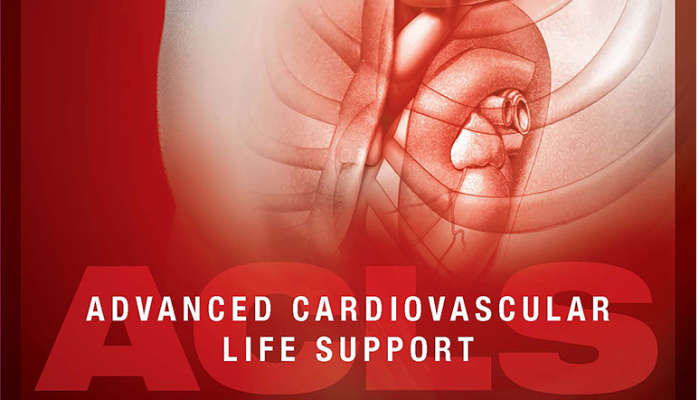 ACLS
ADVANCED CARDIOVASCULAR
LIFE SUPPORT